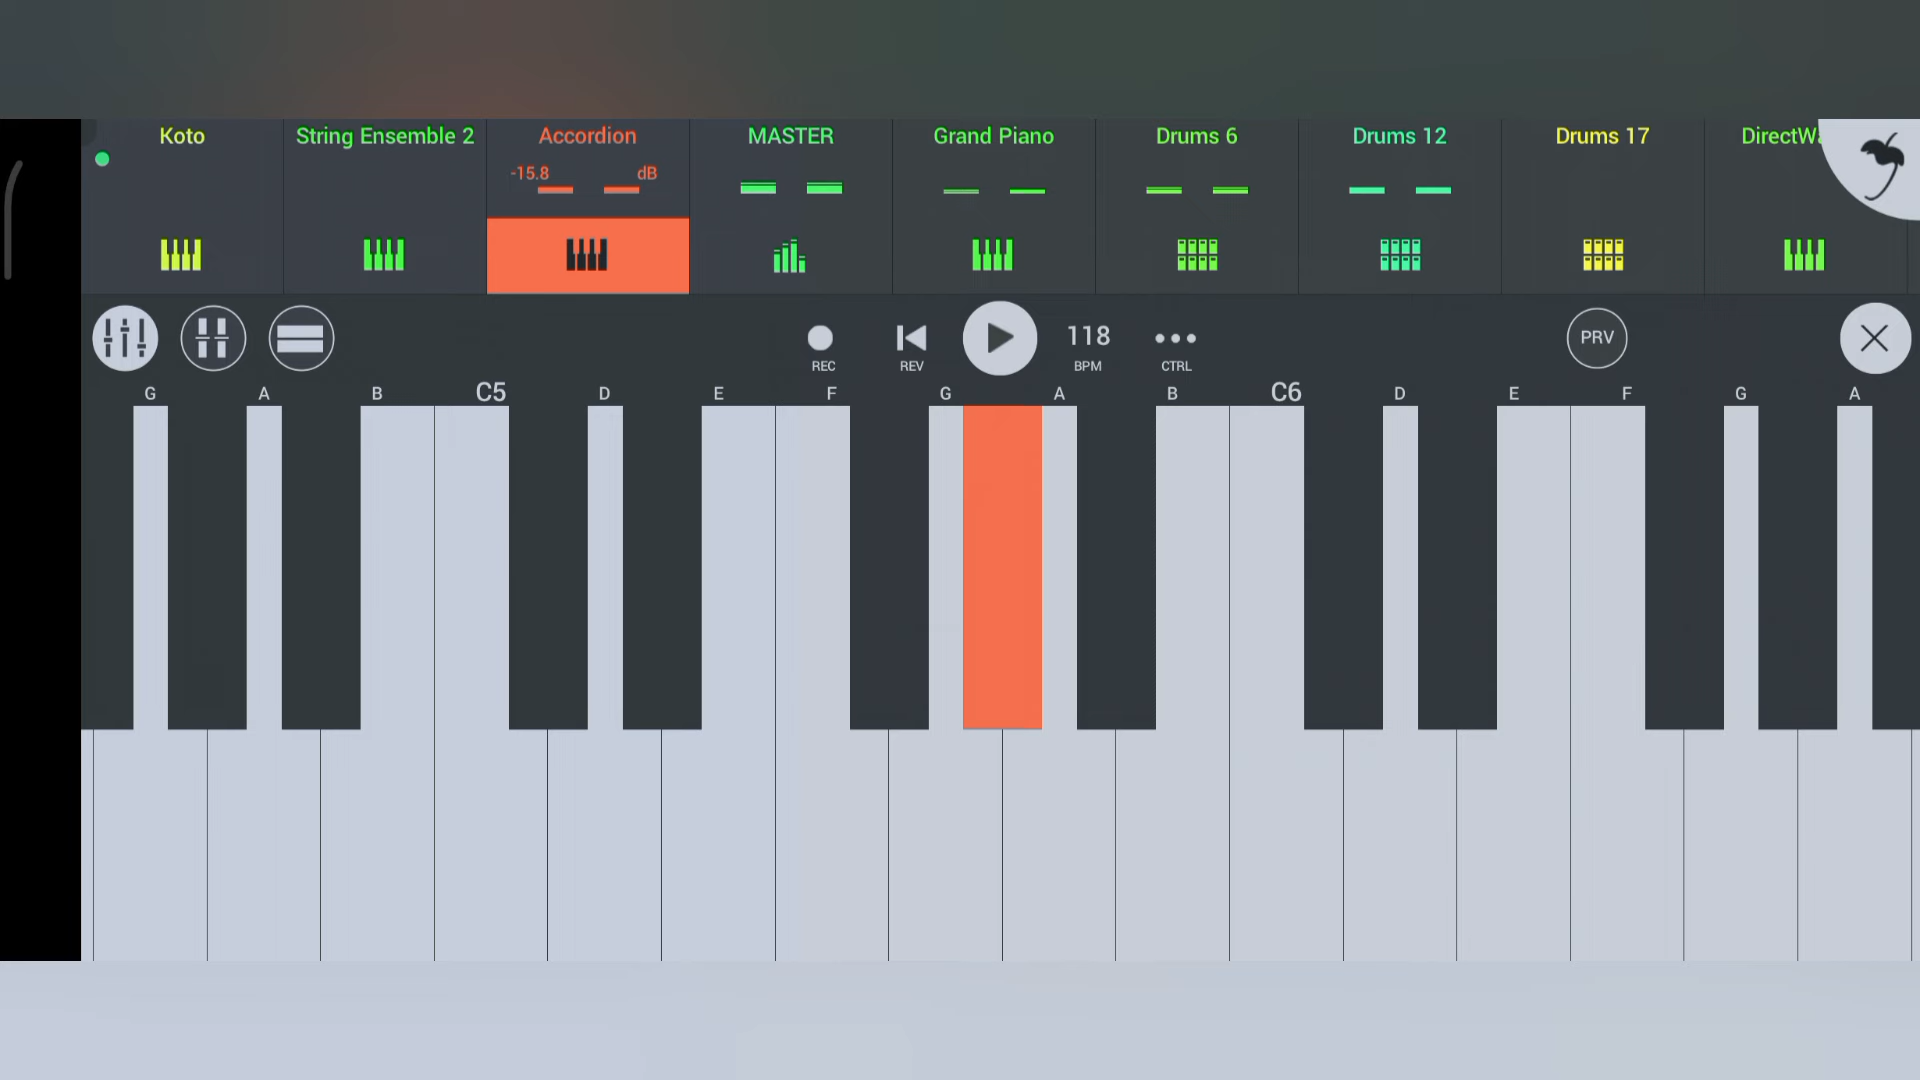 Koto String Ensemble 2 Accordion MASTER Grand Piano Drums 6 Drums 12 Drums 17
-15.8 dB
118 PRV
REC REV BPM CTRL
G A B C5 D E F G A B C6 D E F G A